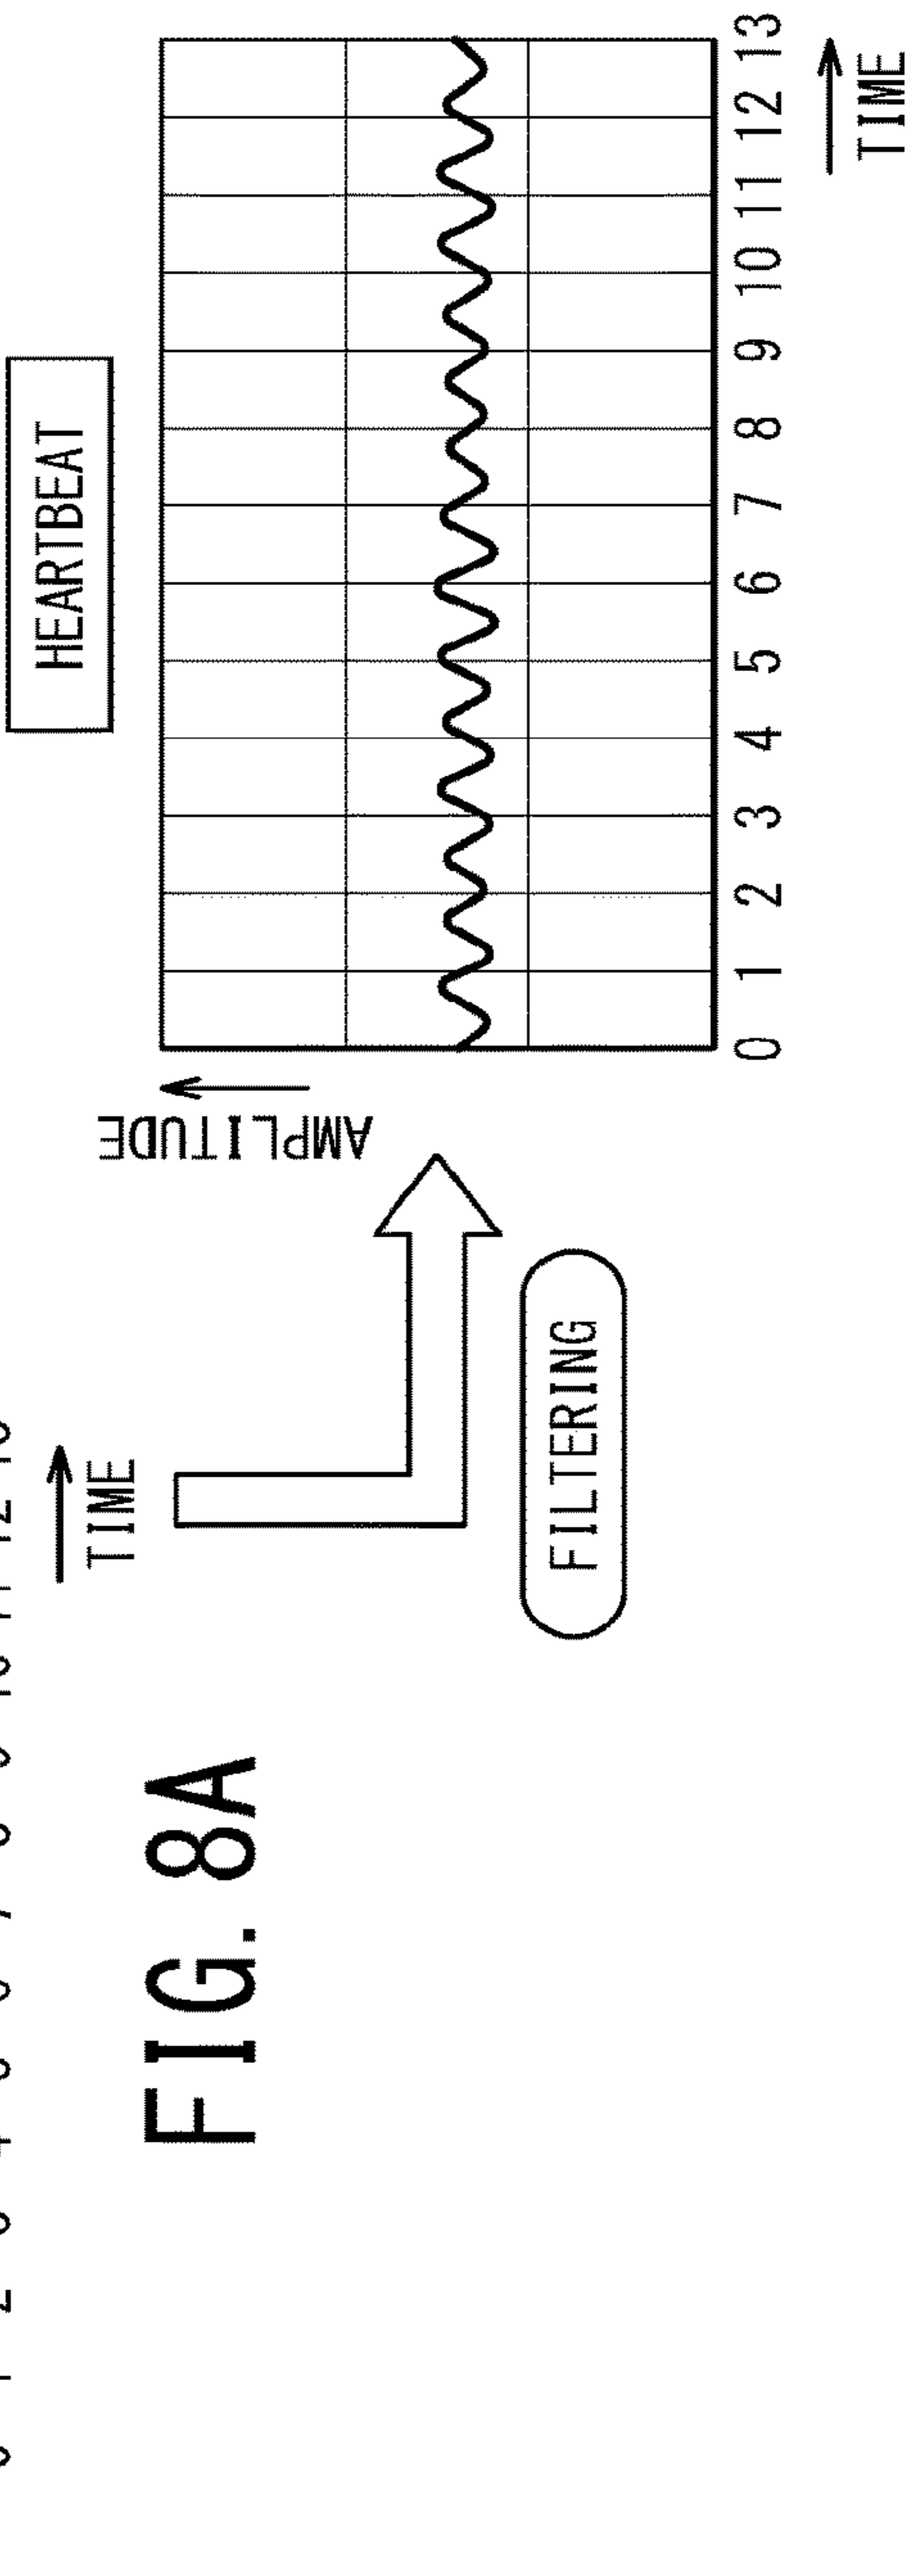 HEARTBEAT
AMPLITUDE
0 1 2 3 4 5 6 7 8 9 10 11 12 13
TIME
TIME
FILTERING
FIG. 8A